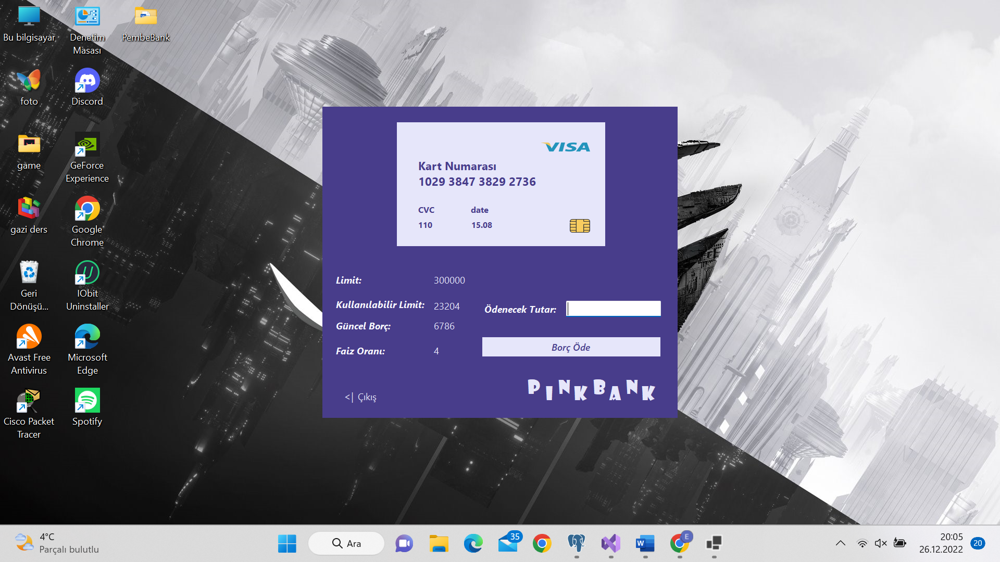 Bu bilgisayar
Denetim
Masası
PembeBank
foto
Discord
game
GeForce
Experience
gazi ders
Google
Chrome
Geri
Dönüşü...
IObit
Uninstaller
Avast Free
Antivirus
Microsoft
Edge
Cisco Packet
Tracer
Spotify
VISA
Kart Numarası
1029 3847 3829 2736
CVC
date
110
15.08
Limit:
300000
Kullanılabilir Limit:
23204
Ödenecek Tutar:
Güncel Borç:
6786
Borç Öde
Faiz Oranı:
4
<| Çıkış
PINKBANK
4°C
Parçalı bulutlu
Ara
35
W
E
20:05
26.12.2022
20